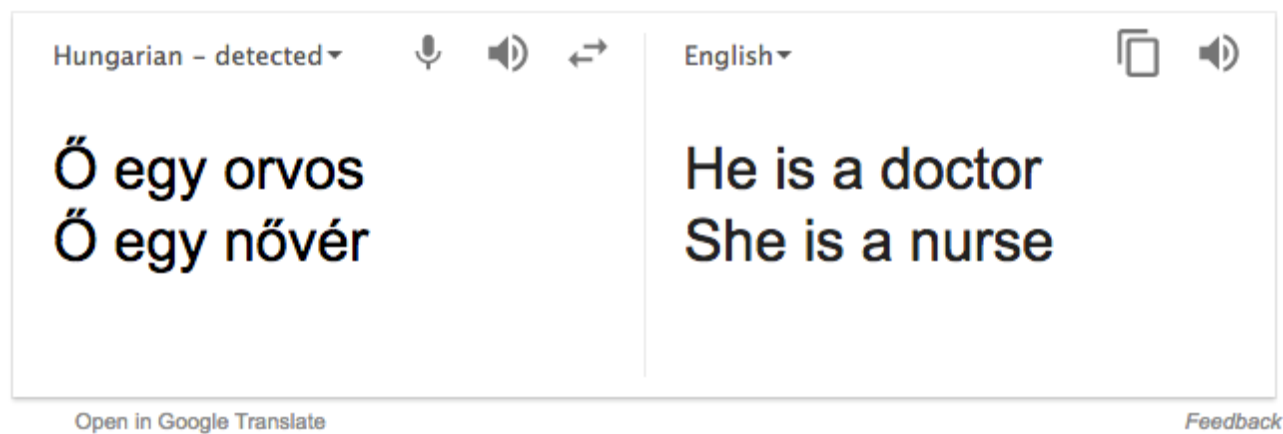 Hungarian – detected
English
Ő egy orvos
Ő egy nővér
He is a doctor
She is a nurse
Open in Google Translate
Feedback